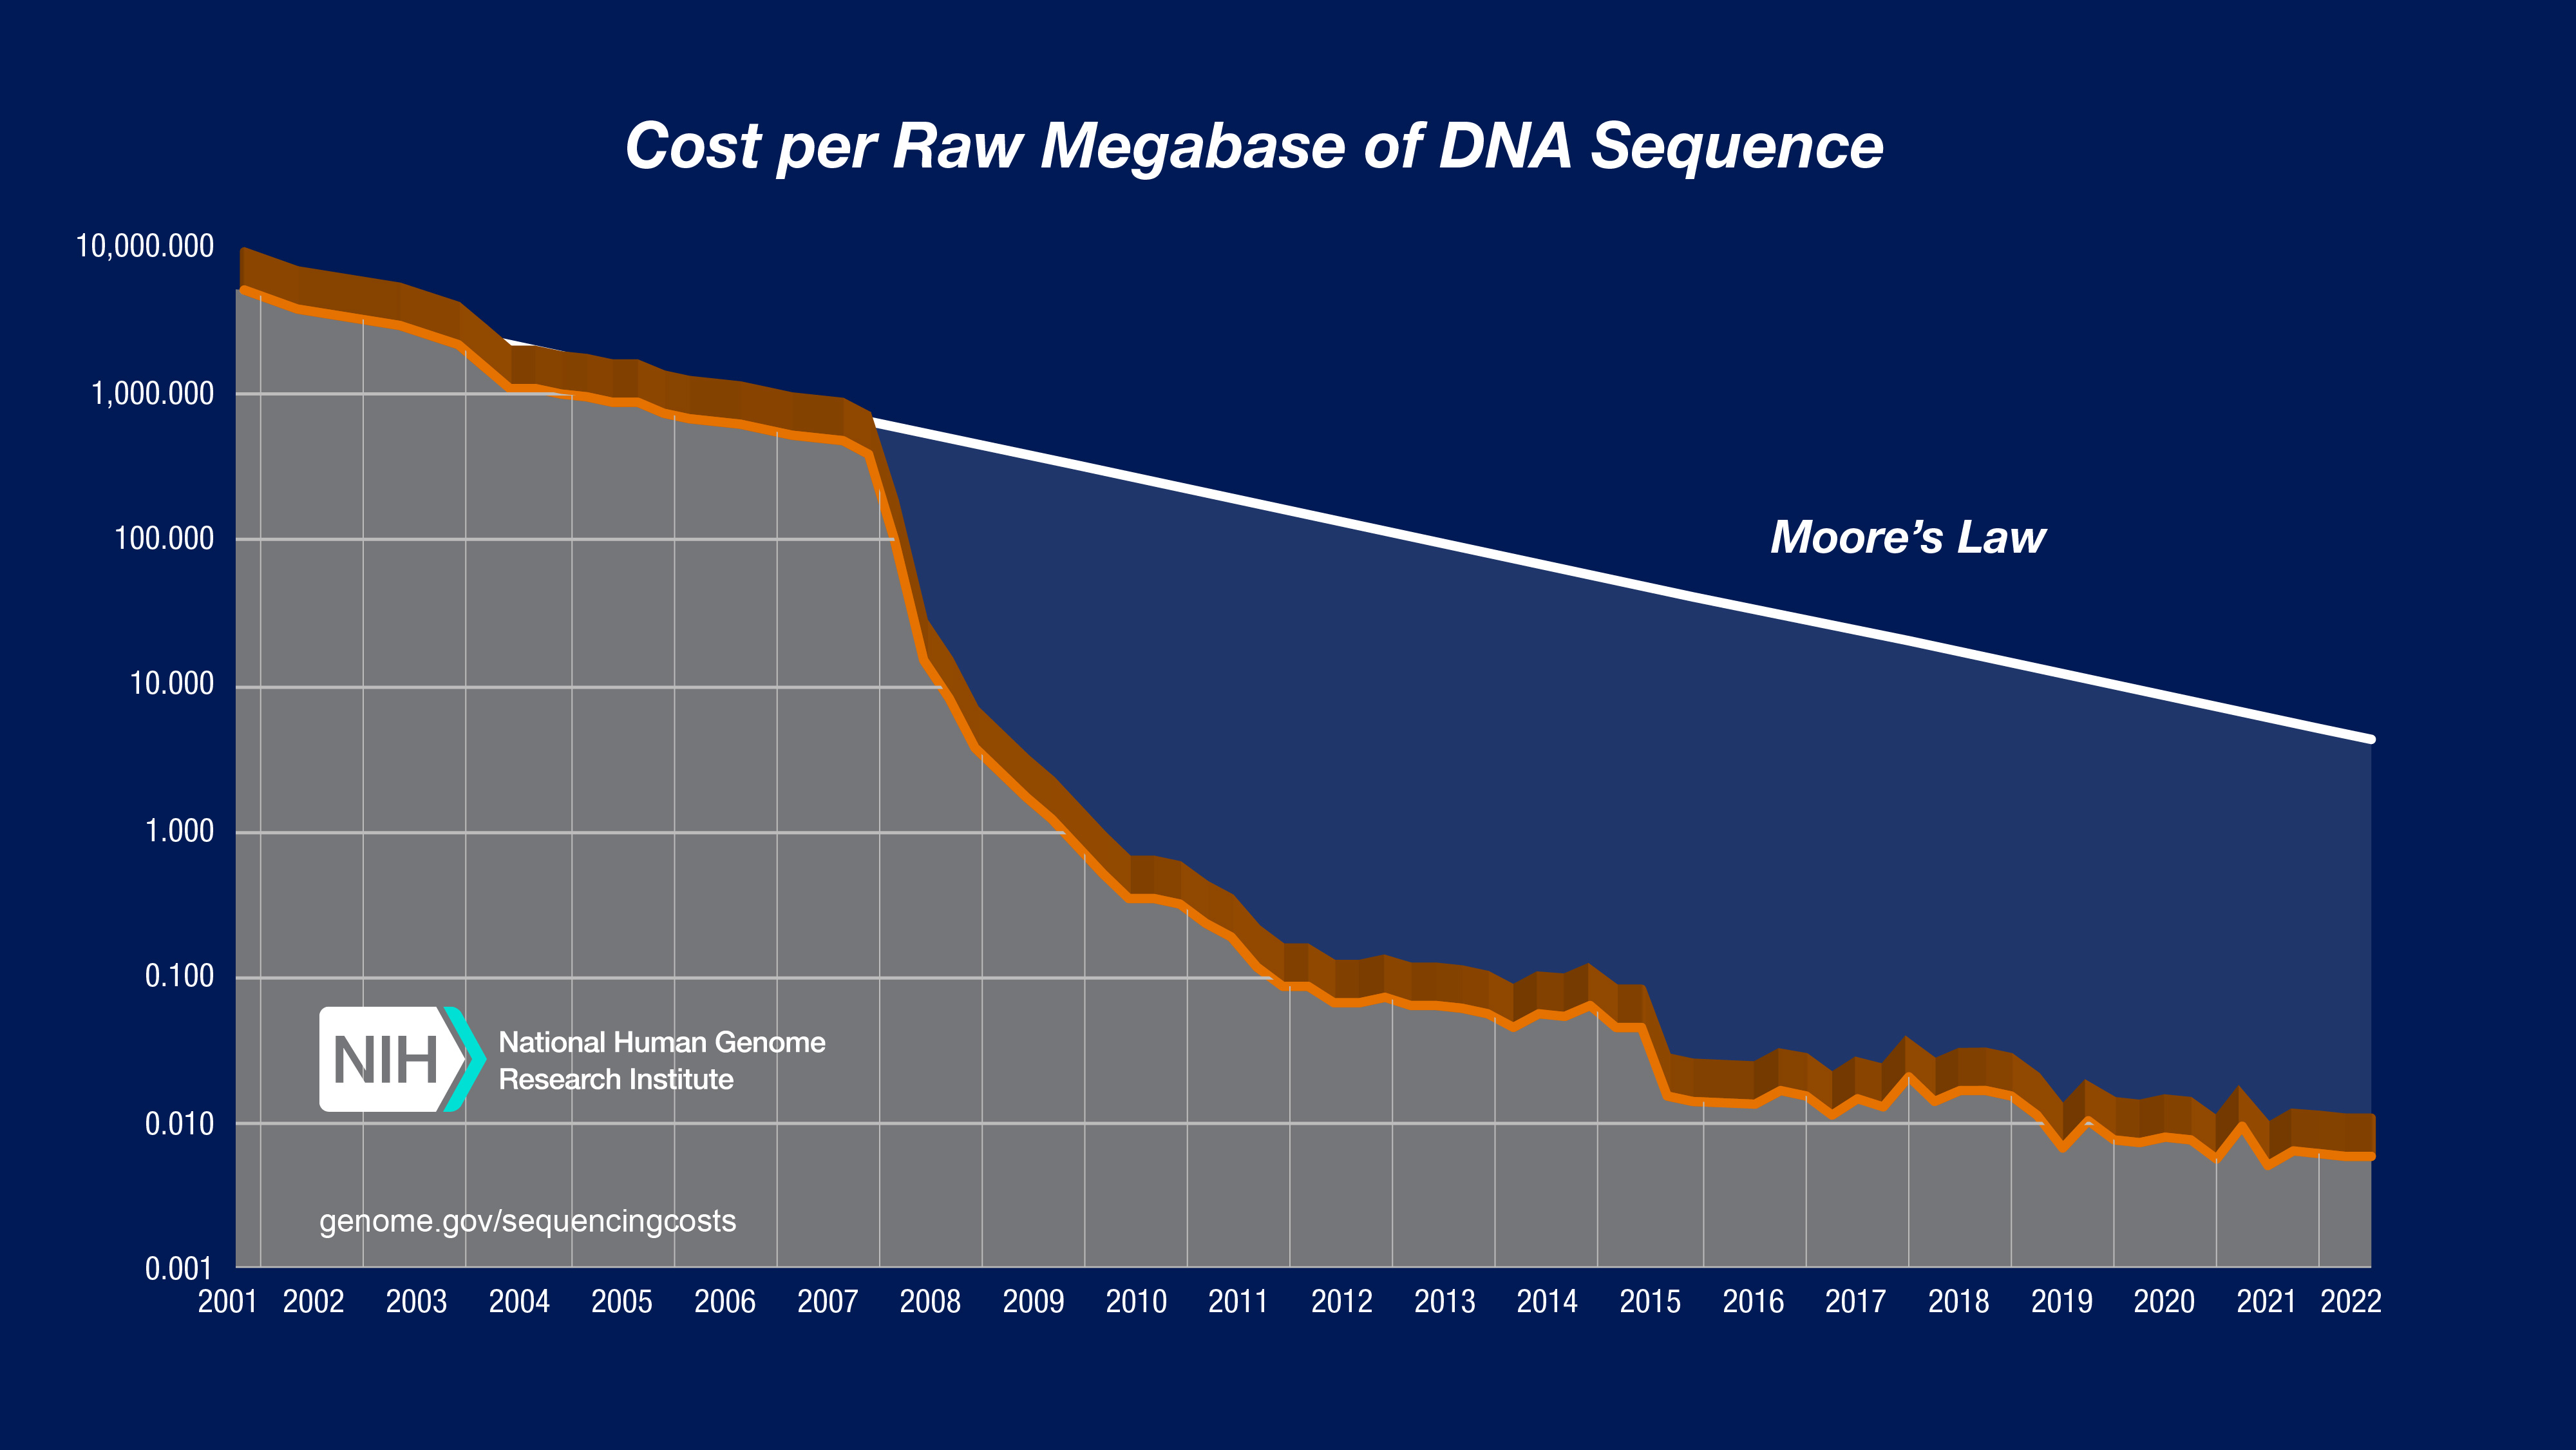 Cost per Raw Megabase of DNA Sequence
10,000.000
1,000.000
100.000
10.000
1.000
0.100
0.010
0.001
Moore’s Law
NIH
National Human Genome
Research Institute
genome.gov/sequencingcosts
2001 2002 2003 2004 2005 2006 2007 2008 2009 2010 2011 2012 2013 2014 2015 2016 2017 2018 2019 2020 2021 2022